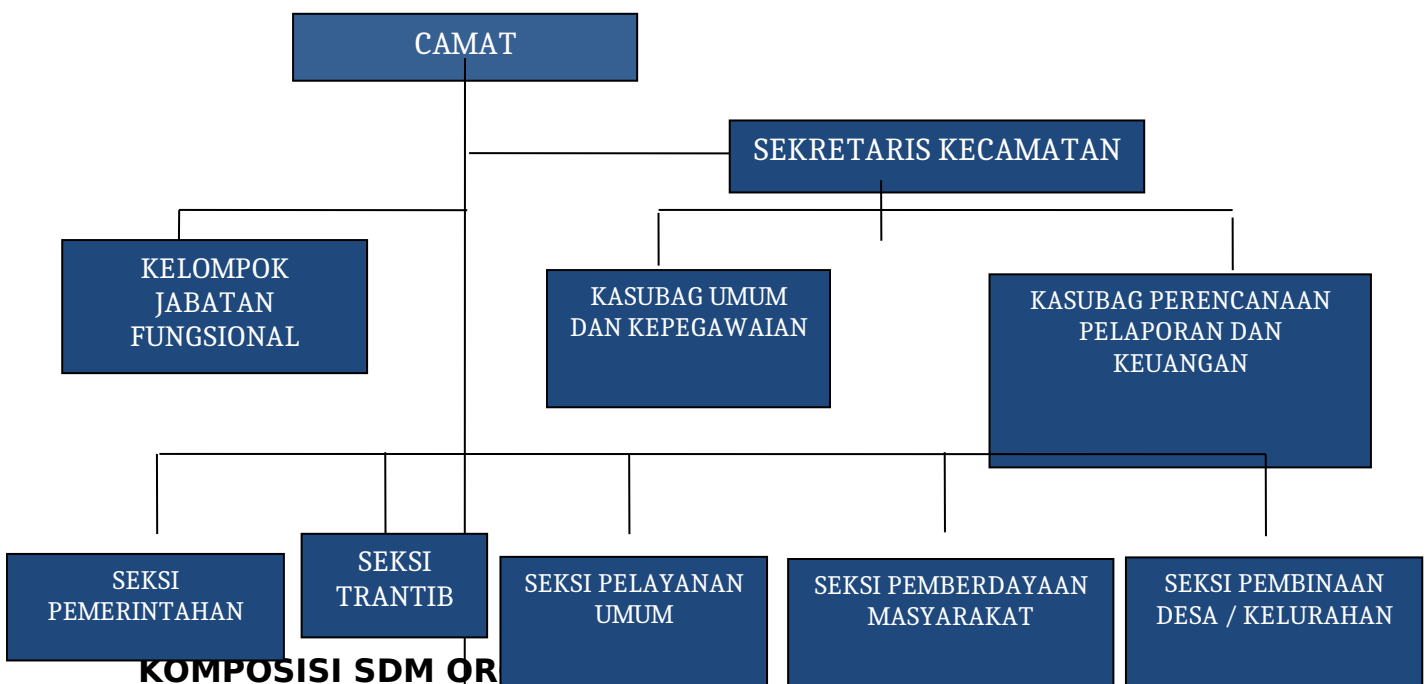 CAMAT
SEKRETARIS KECAMATAN
KELOMPOK
JABATAN
FUNGSIONAL
KASUBAG UMUM
DAN KEPEGAWAIAN
KASUBAG PERENCANAAN
PELAPORAN DAN
KEUANGAN
SEKSI
PEMERINTAHAN
SEKSI
TRANTIB
SEKSI PELAYANAN
UMUM
SEKSI PEMBERDAYAAN
MASYARAKAT
SEKSI PEMBINAAN
DESA / KELURAHAN
KOMPOSISI SDM